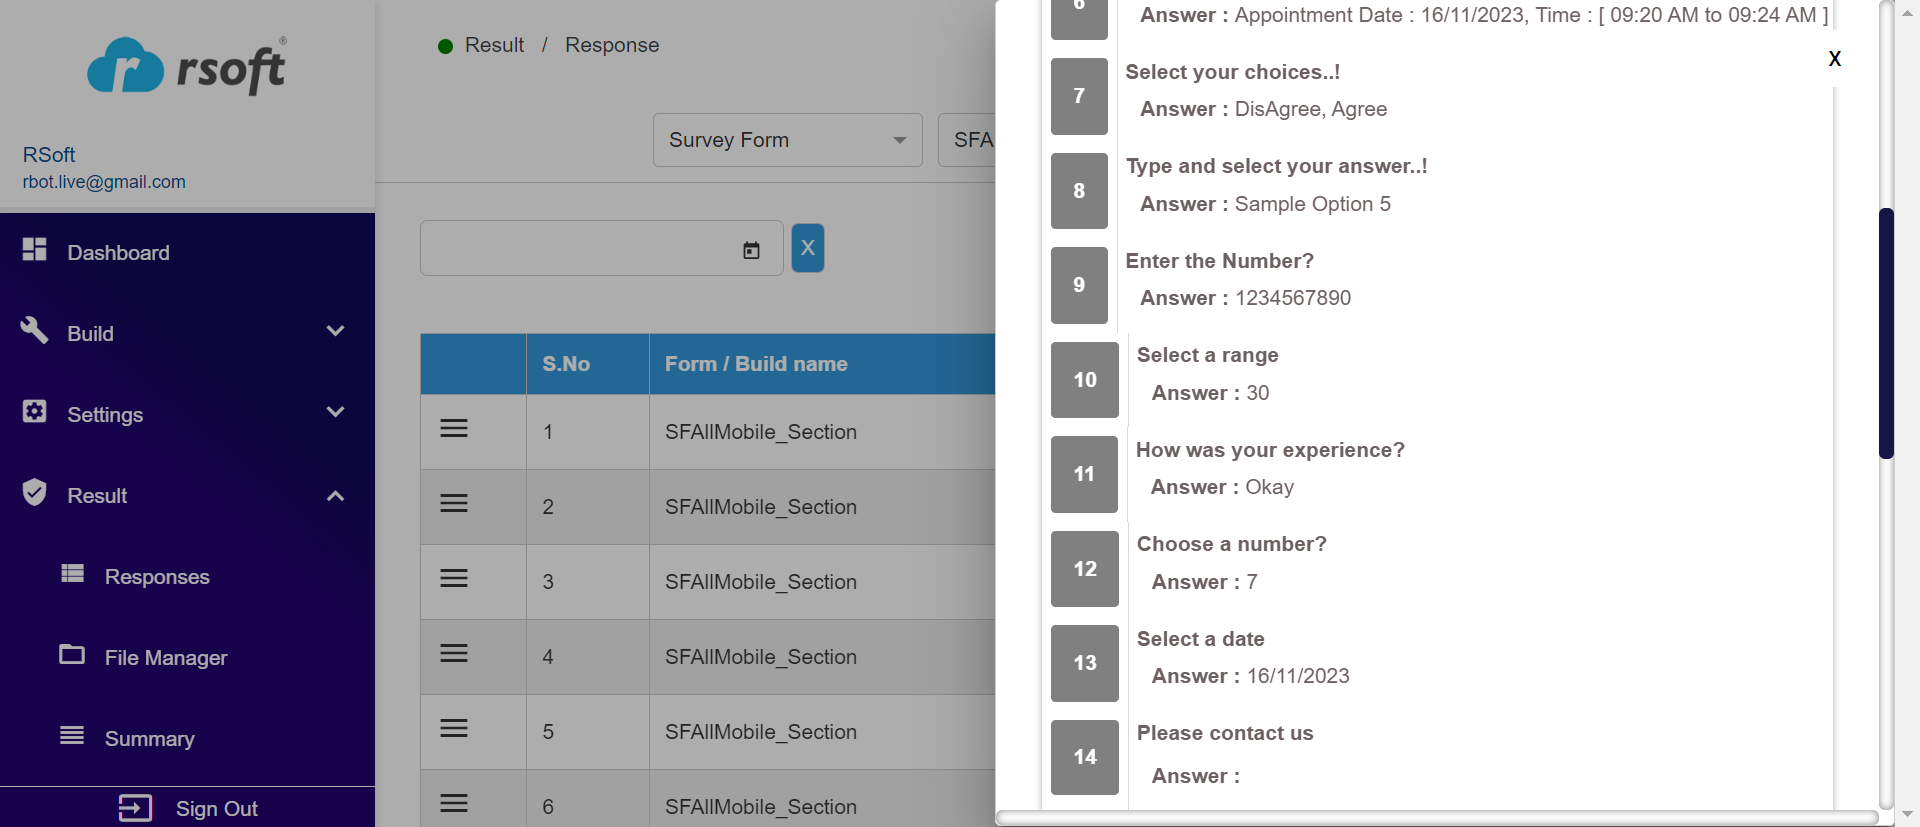 rsoft®
RSoft
rbot.live@gmail.com
Dashboard
Build
Settings
Result
Responses
File Manager
Summary
Sign Out
Result / Response
Survey Form
SFA
X
S.No Form / Build name
1 SFAllMobile_Section
2 SFAllMobile_Section
3 SFAllMobile_Section
4 SFAllMobile_Section
5 SFAllMobile_Section
6 SFAllMobile_Section
X
6
Answer : Appointment Date : 16/11/2023, Time : [ 09:20 AM to 09:24 AM ]
7 Select your choices..!
Answer : DisAgree, Agree
8 Type and select your answer..!
Answer : Sample Option 5
9 Enter the Number?
Answer : 1234567890
10 Select a range
Answer : 30
11 How was your experience?
Answer : Okay
12 Choose a number?
Answer : 7
13 Select a date
Answer : 16/11/2023
14 Please contact us
Answer :